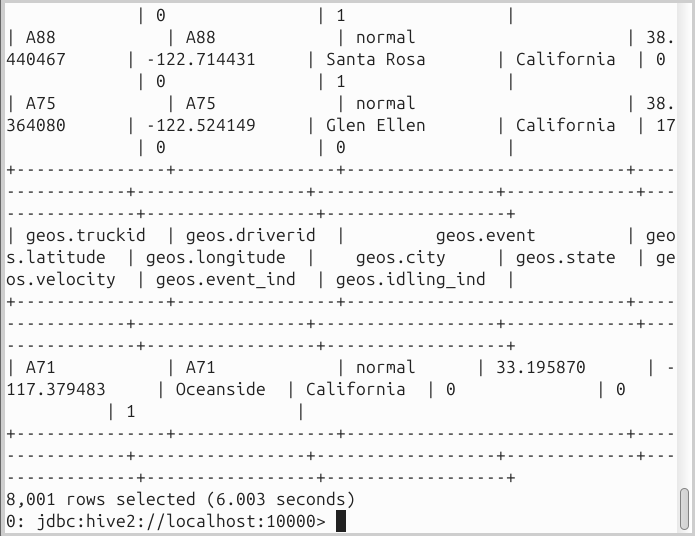 | 0 | 1 |
| A88 | A88 | normal | 38.
440467 | -122.714431 | Santa Rosa | California | 0
| 0 | 1 |
| A75 | A75 | normal | 38.
364080 | -122.524149 | Glen Ellen | California | 17
| 0 | 0 |
+--------------+----------------+----------------------------+----
------------+-----------------+------------------+-------------+---
-------------+-----------------+------------------+
| geos.truckid | geos.driverid | geos.event | geo
s.latitude | geos.longitude | geos.city | geos.state | ge
os.velocity | geos.event_ind | geos.idling_ind |
+--------------+----------------+----------------------------+----
------------+-----------------+------------------+-------------+---
-------------+-----------------+------------------+
| A71 | A71 | normal | 33.195870 | -
117.379483 | Oceanside | California | 0 | 0
| 1 |
+--------------+----------------+----------------------------+----
------------+-----------------+------------------+-------------+---
-------------+-----------------+------------------+
8,001 rows selected (6.003 seconds)
0: jdbc:hive2://localhost:10000>